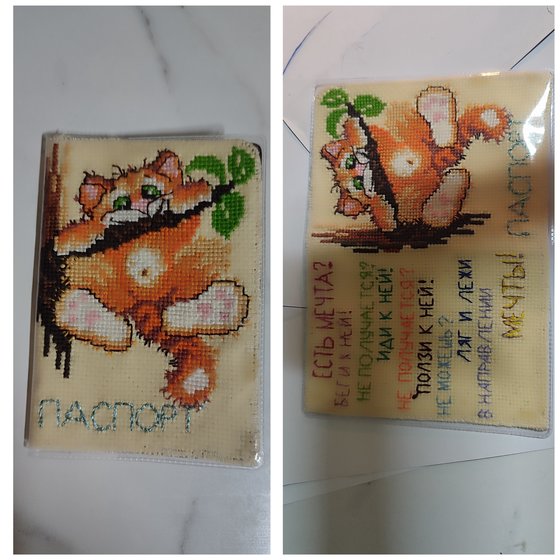 ПАСПОРТ
ПАСПОРТ
ЕСТЬ МЕЧТА?
БЕГИ К НЕЙ!
НЕ ПОЛУЧАЕТСЯ?
ИДИ К НЕЙ!
НЕ ПОЛУЧАЕТСЯ?
ПОЛЗИ К НЕЙ!
НЕ МОЖЕШЬ?
ЛЯГ И ЛЕЖИ
В НАПРАВЛЕНИИ
МЕЧТЫ!